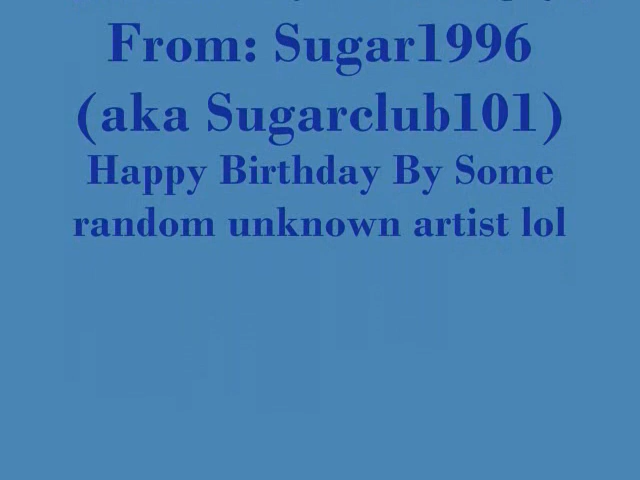 From: Sugar1996
(aka Sugarclub101)
Happy Birthday By Some
random unknown artist lol